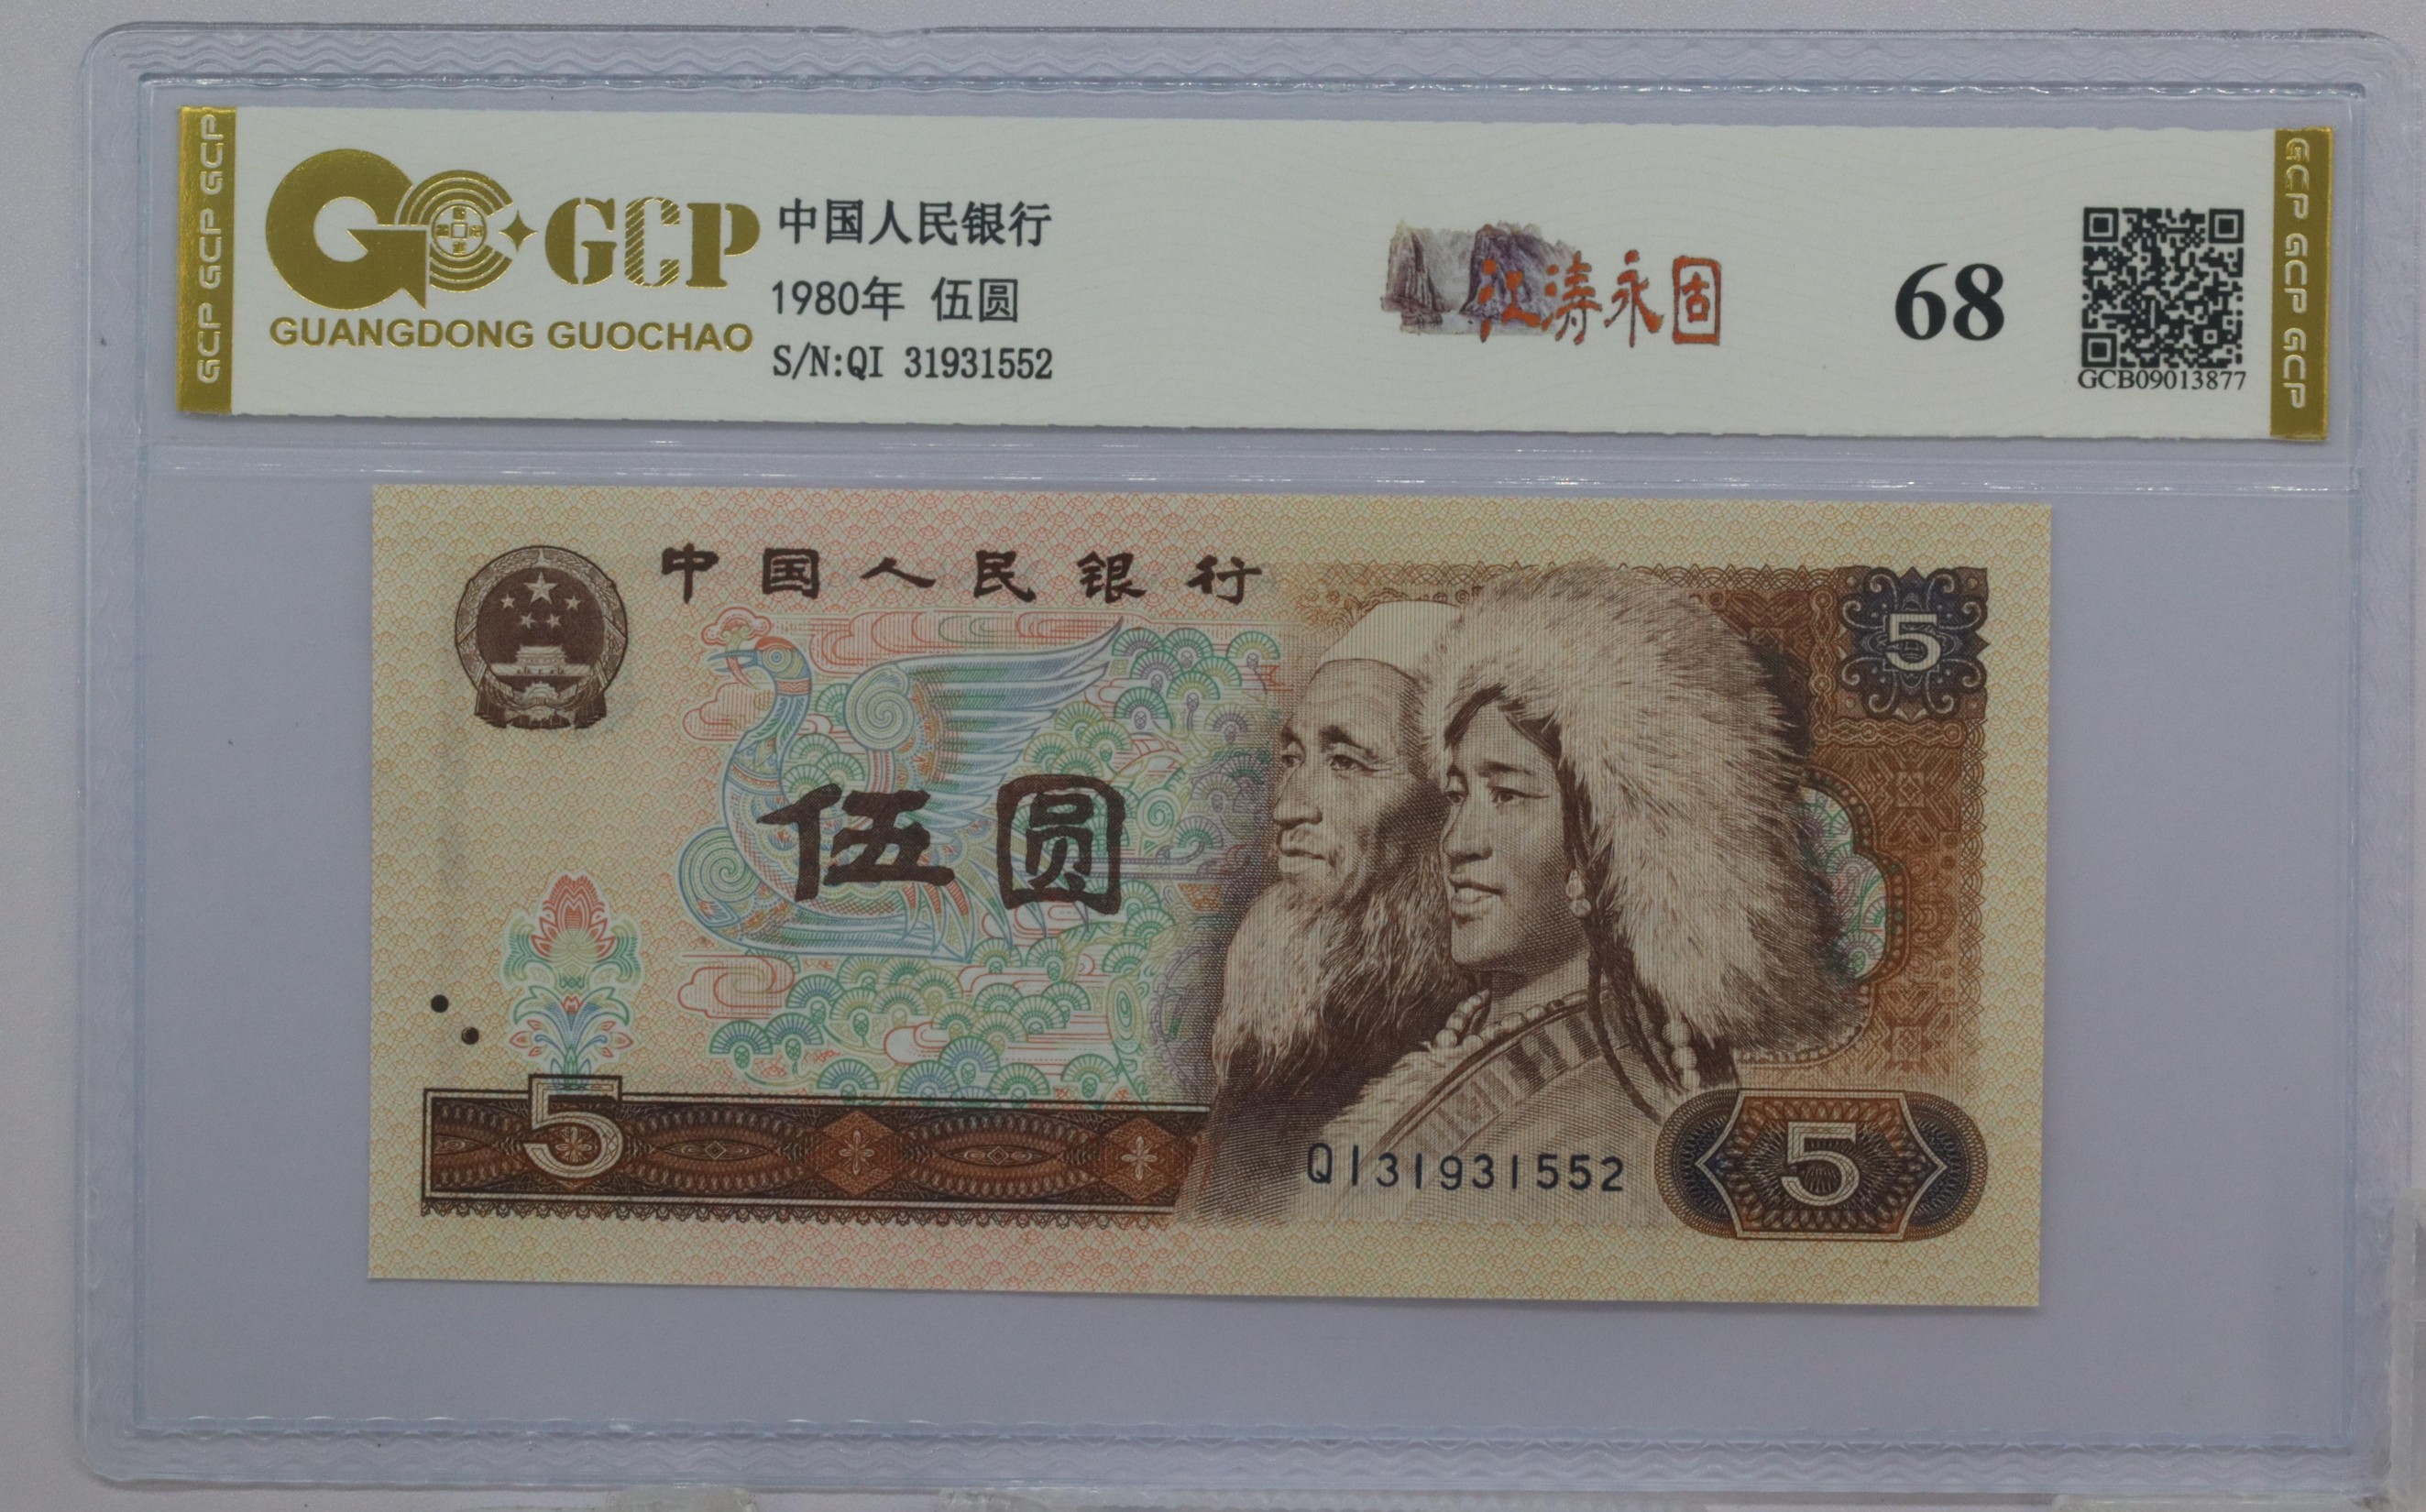 GCP GCP GCP
GCP
GUANGDONG GUOCHAO
中国人民银行
1980年 伍圆
S/N:QI 31931552
江涛永固
68
GCB09013877
GCP GCP GCP
中国人民银行
5
伍圆
5
QI31931552
5